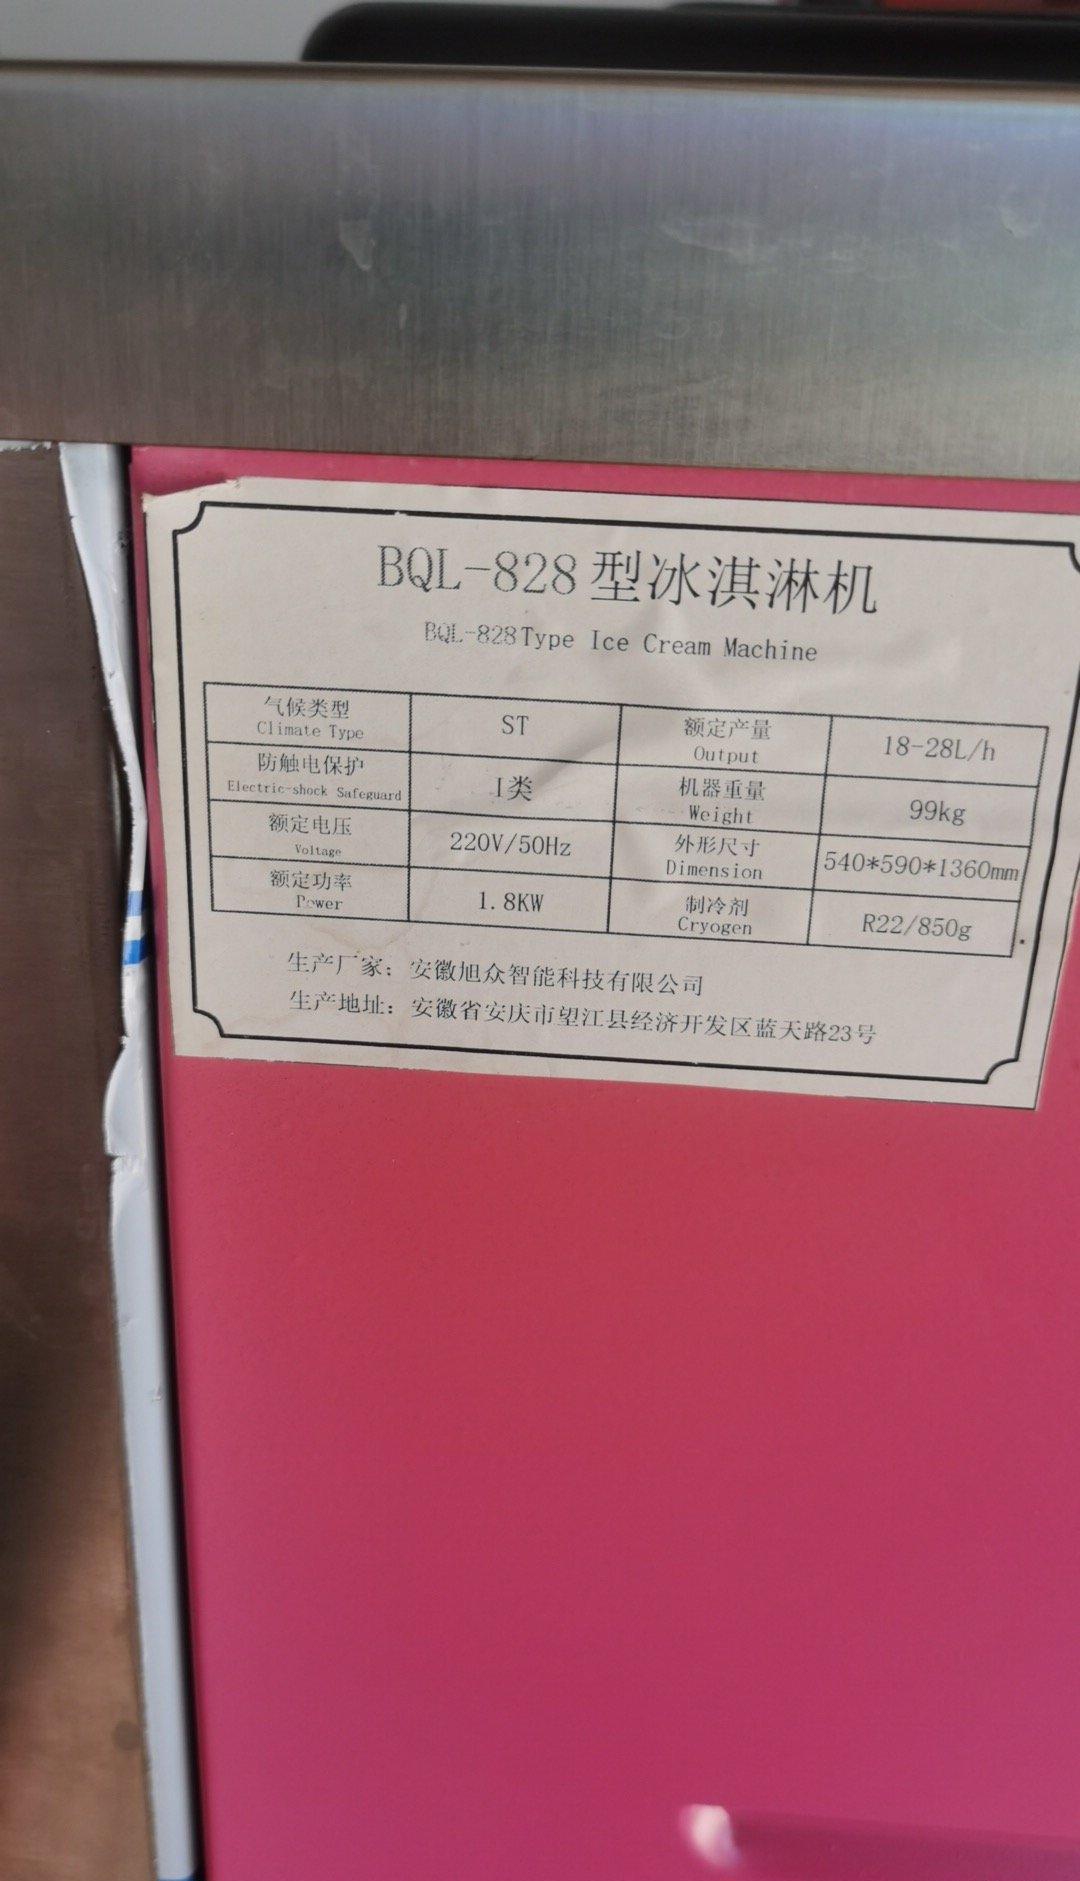 BQL-828型冰淇淋机
BQL-828Type Ice Cream Machine
气候类型 ST 额定产量 18-28L/h
Climate Type Output
防触电保护 I类 机器重量 99kg
Electric-shock Safeguard Weight
额定电压 220V/50Hz 外形尺寸 540*590*1360mm
Voltage Dimension
额定功率 1.8KW 制冷剂 R22/850g
Power Cryogen
生产厂家：安徽旭众智能科技有限公司
生产地址：安徽省安庆市望江县经济开发区蓝天路23号